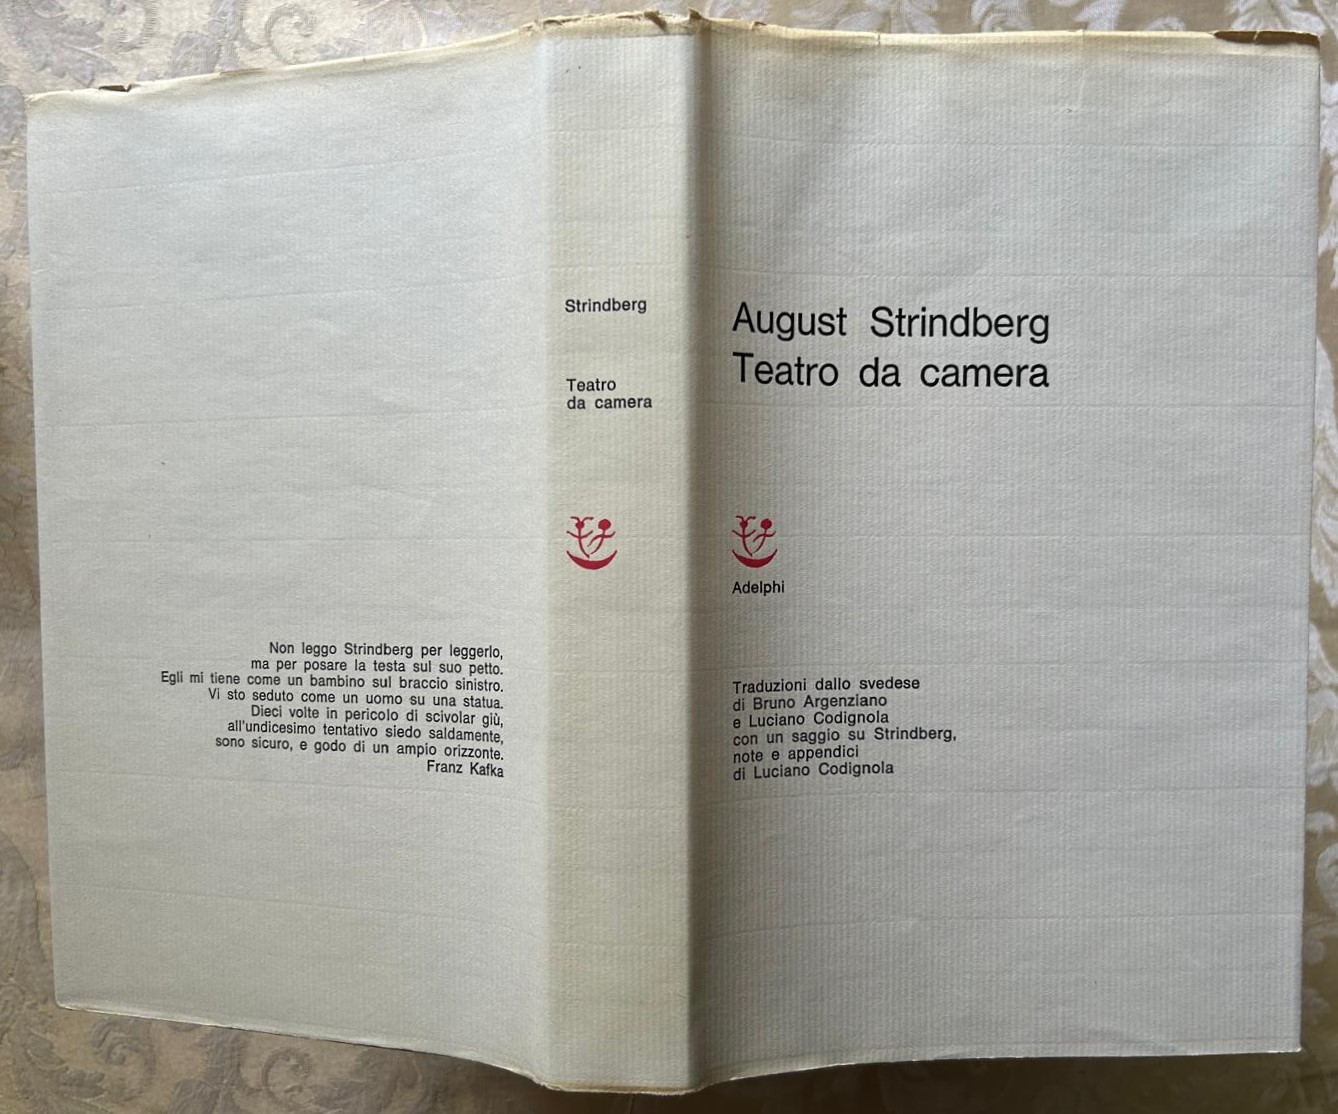 Non leggo Strindberg per leggerlo,
ma per posare la testa sul suo petto.
Egli mi tiene come un bambino sul braccio sinistro.
Vi sto seduto come un uomo su una statua.
Dieci volte in pericolo di scivolar giù,
all'undicesimo tentativo siedo saldamente,
sono sicuro, e godo di un ampio orizzonte.
Franz Kafka
Strindberg
Teatro
da camera
August Strindberg
Teatro da camera
Adelphi
Traduzioni dallo svedese
di Bruno Argenziano
e Luciano Codignola
con un saggio su Strindberg,
note e appendici
di Luciano Codignola